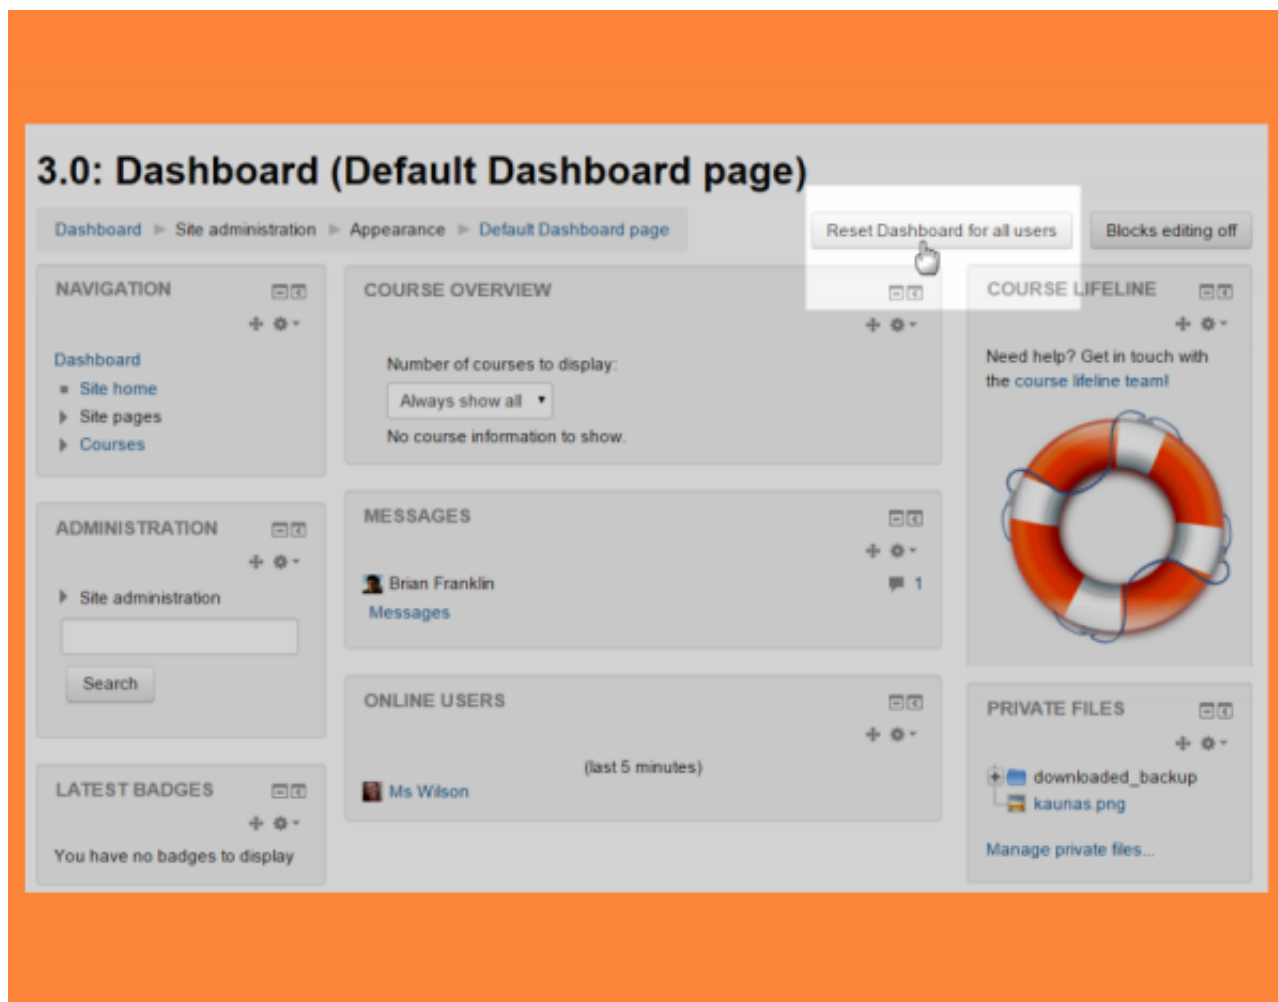 3.0: Dashboard (Default Dashboard page)
Dashboard Site administration Appearance Default Dashboard page
Reset Dashboard for all users
Blocks editing off
NAVIGATION
Dashboard
Site home
Site pages
Courses
ADMINISTRATION
Site administration
Search
LATEST BADGES
You have no badges to display
COURSE OVERVIEW
Number of courses to display:
Always show all
No course information to show.
MESSAGES
Brian Franklin 1
Messages
ONLINE USERS
(last 5 minutes)
Ms Wilson
COURSE LIFELINE
Need help? Get in touch with
the course lifeline team!
PRIVATE FILES
downloaded_backup
kaunas.png
Manage private files...